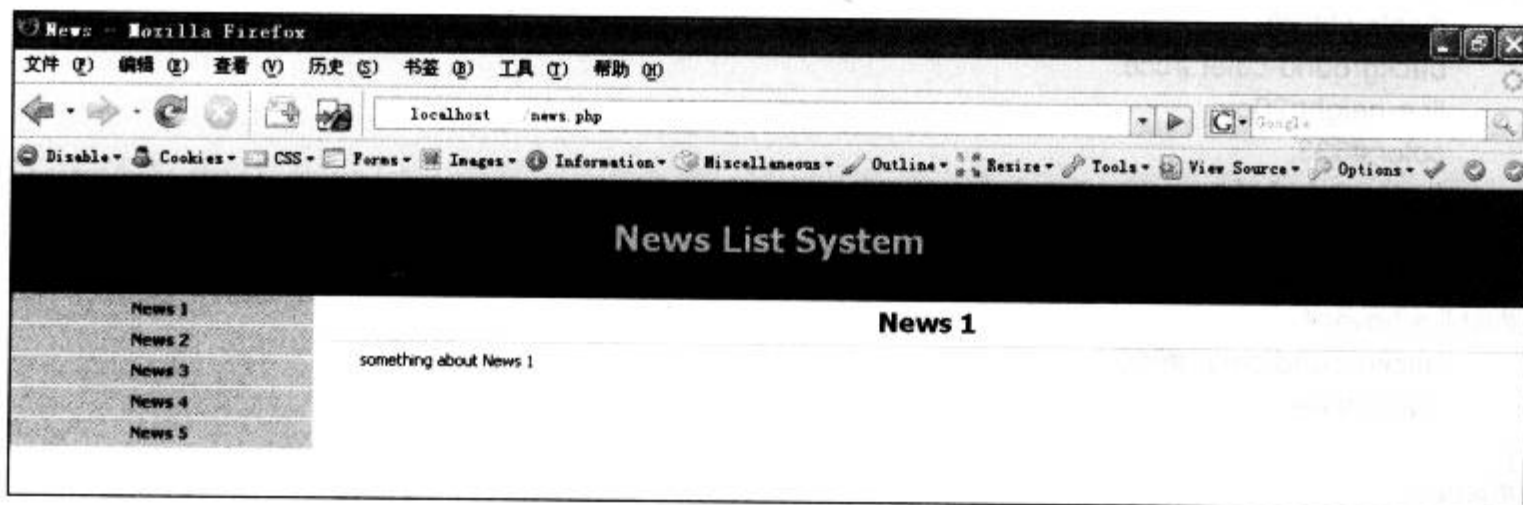 News - Mozilla Firefox
文件 (F) 编辑 (E) 查看 (V) 历史 (S) 书签 (B) 工具 (T) 帮助 (H)
localhost /news.php
Google
Disable Cookies CSS Forms Images Information Miscellaneous Outline Resize Tools View Source Options
News List System
News 1
News 2
News 3
News 4
News 5
News 1
something about News 1